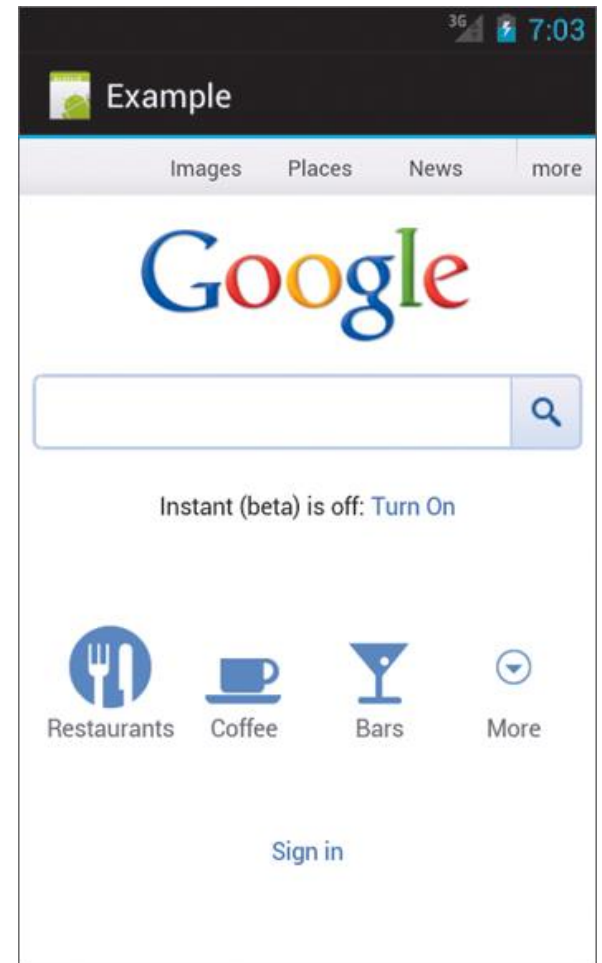 3G 7:03
Example
Images Places News more
Google
Instant (beta) is off: Turn On
Restaurants Coffee Bars More
Sign in